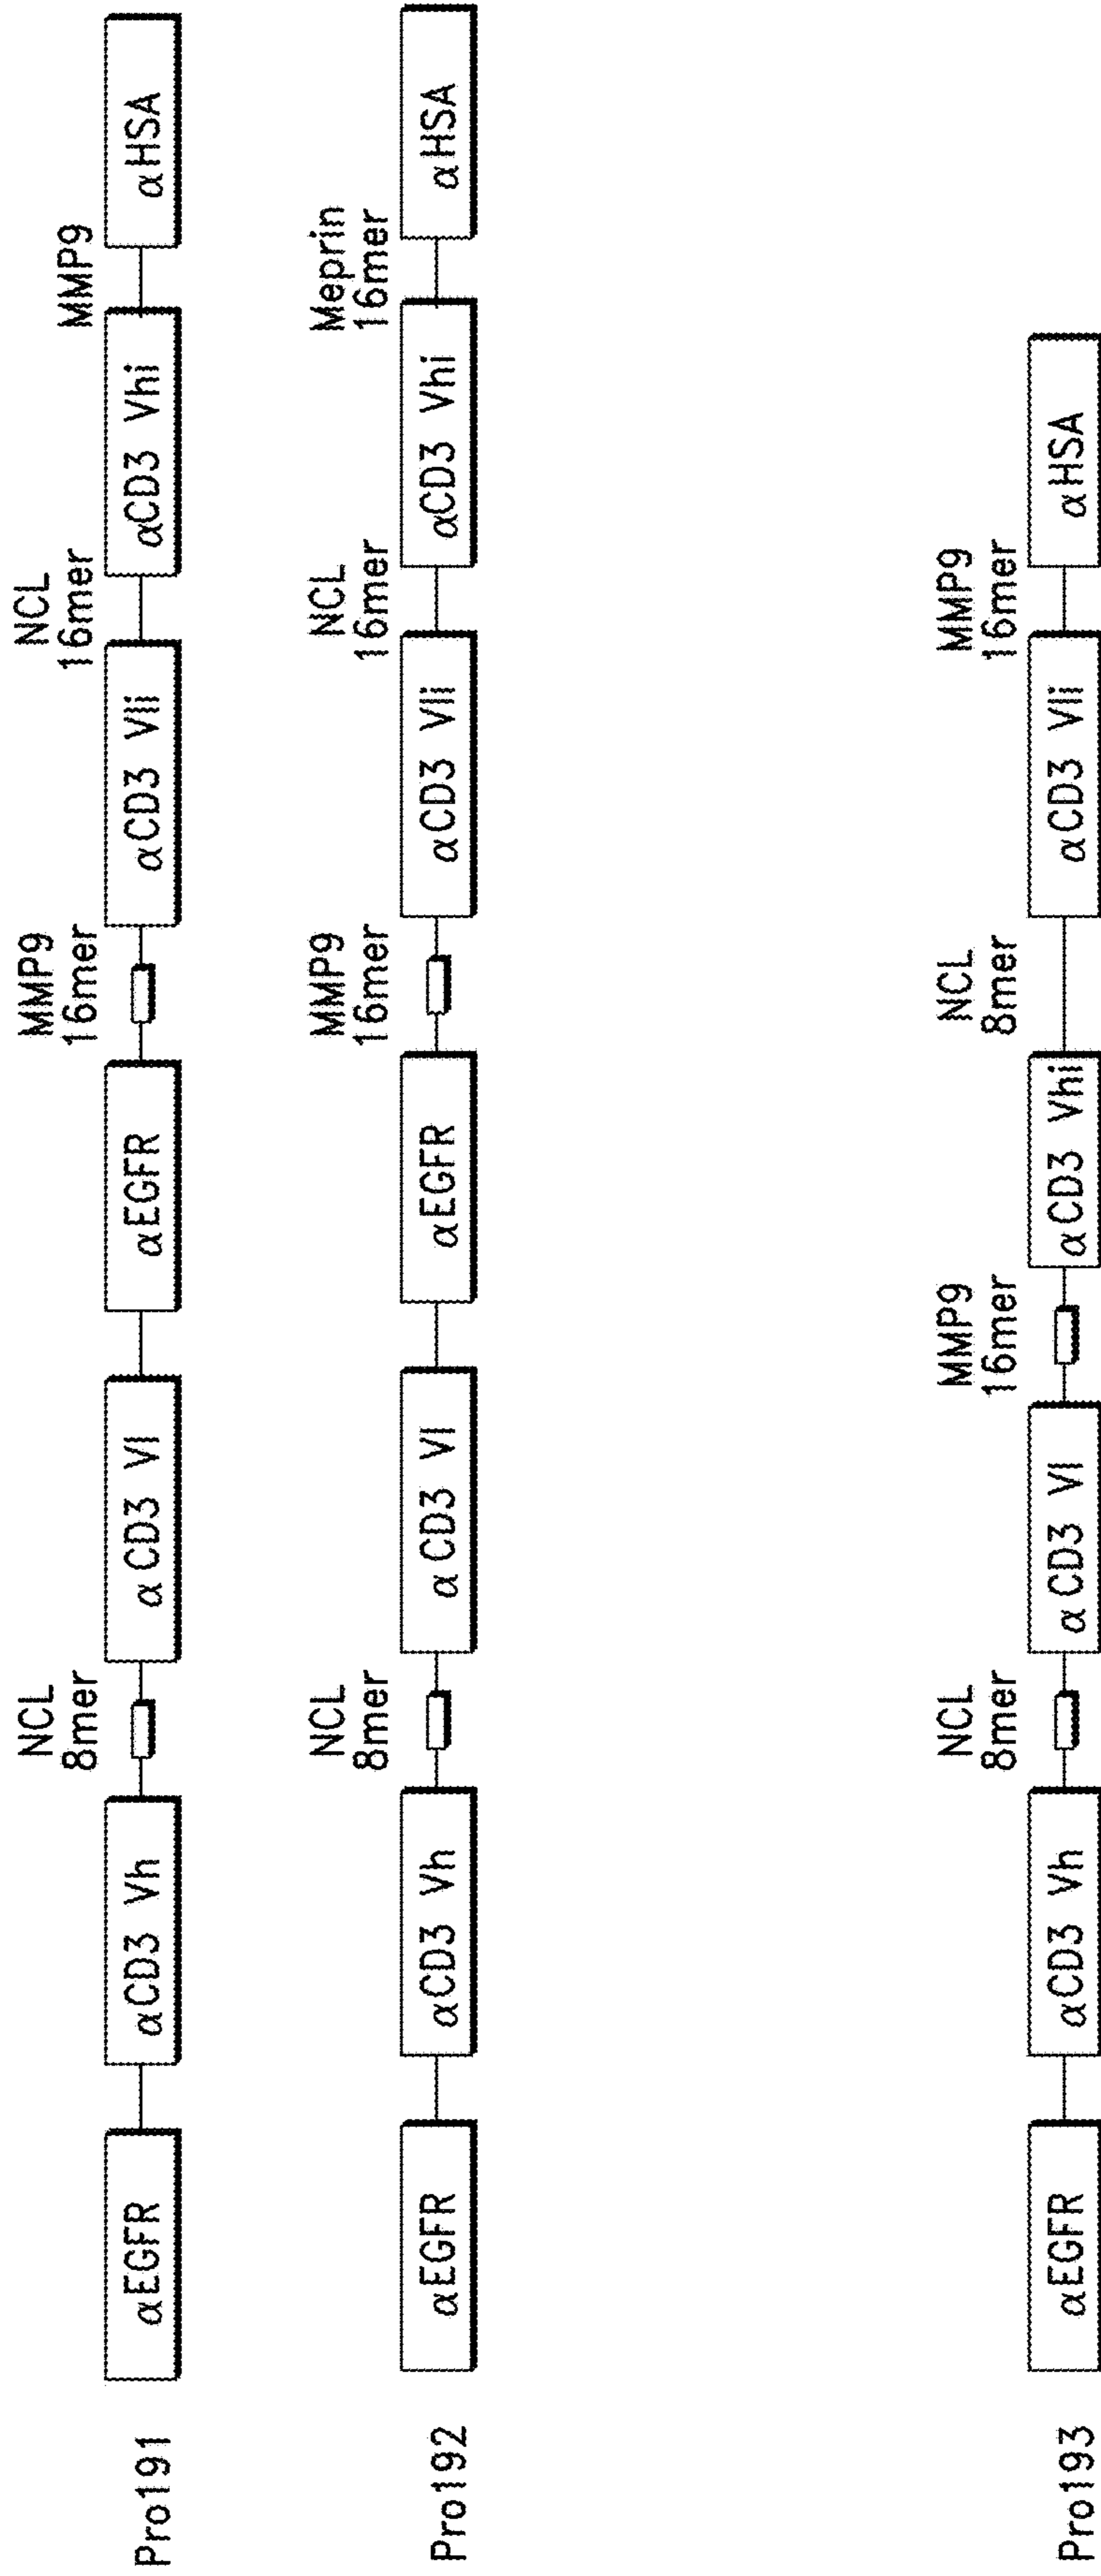 Pro191
αEGFR
αCD3 Vh
NCL
8mer
αCD3 Vl
αEGFR
MMP9
16mer
αCD3 Vli
NCL
16mer
αCD3 Vhi
MMP9
αHSA
Pro192
αEGFR
αCD3 Vh
NCL
8mer
αCD3 Vl
αEGFR
MMP9
16mer
αCD3 Vli
NCL
16mer
αCD3 Vhi
Meprin
16mer
αHSA
Pro193
αEGFR
αCD3 Vh
NCL
8mer
αCD3 Vl
MMP9
16mer
αCD3 Vhi
NCL
8mer
αCD3 Vli
MMP9
16mer
αHSA